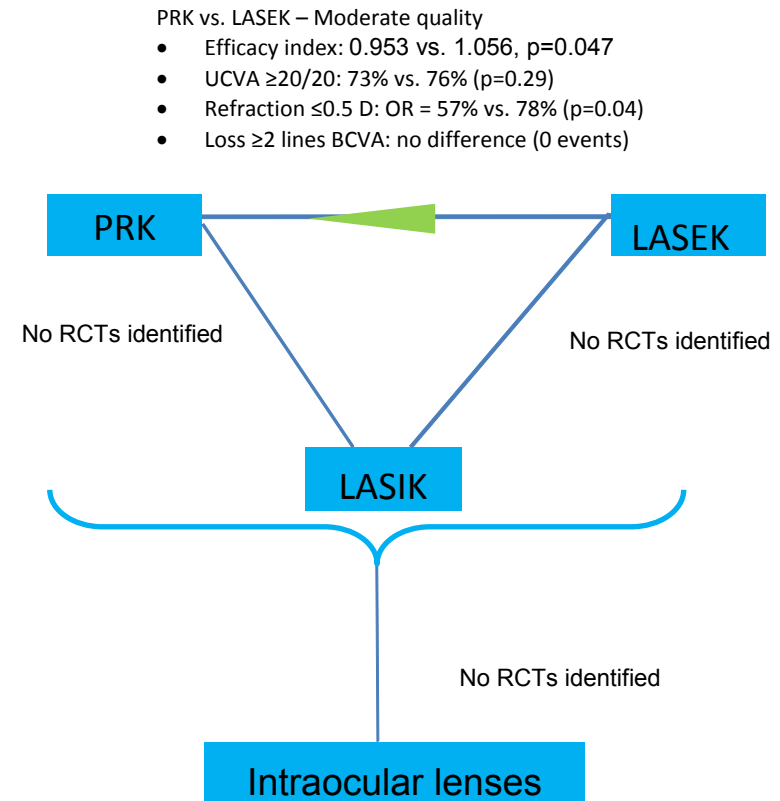 PRK vs. LASEK – Moderate quality
• Efficacy index: 0.953 vs. 1.056, p=0.047
• UCVA ≥20/20: 73% vs. 76% (p=0.29)
• Refraction ≤0.5 D: OR = 57% vs. 78% (p=0.04)
• Loss ≥2 lines BCVA: no difference (0 events)
PRK
LASEK
No RCTs identified
No RCTs identified
LASIK
No RCTs identified
Intraocular lenses